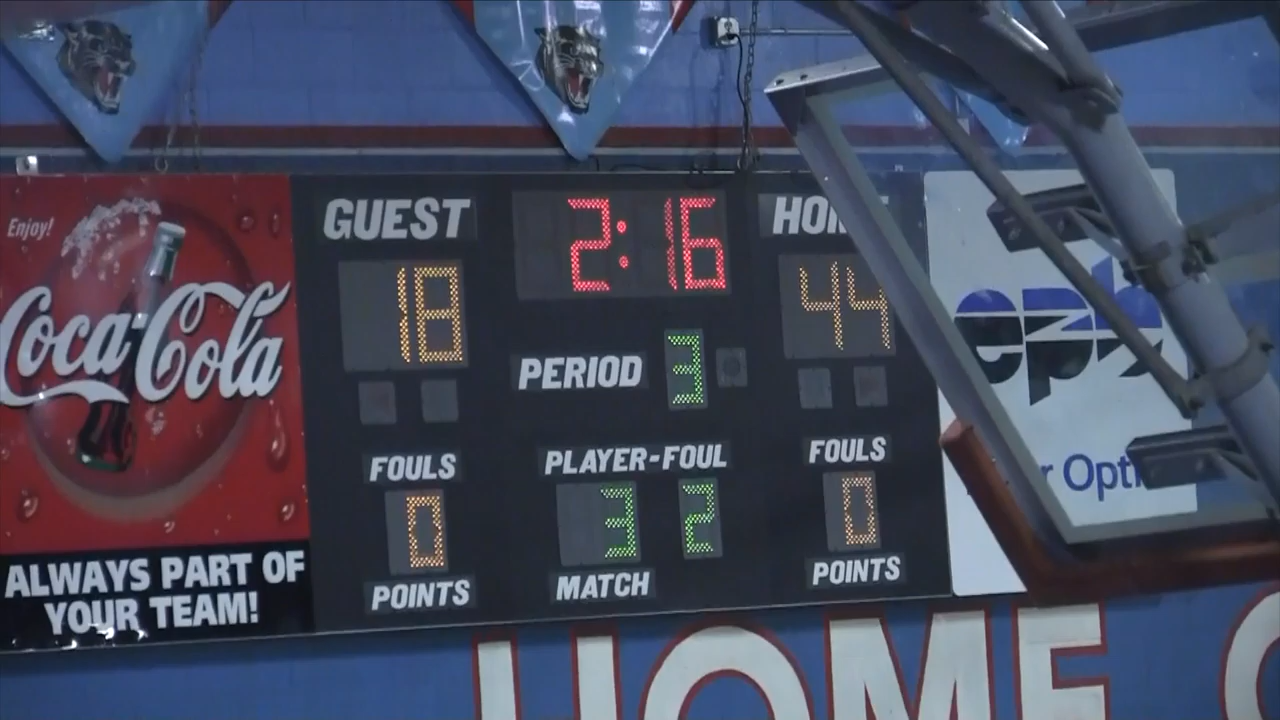 Enjoy!
Coca-Cola
ALWAYS PART OF
YOUR TEAM!
GUEST
2:16
18
44
PERIOD
3
FOULS
PLAYER-FOUL
FOULS
0
3 2
0
POINTS
MATCH
POINTS
HOME